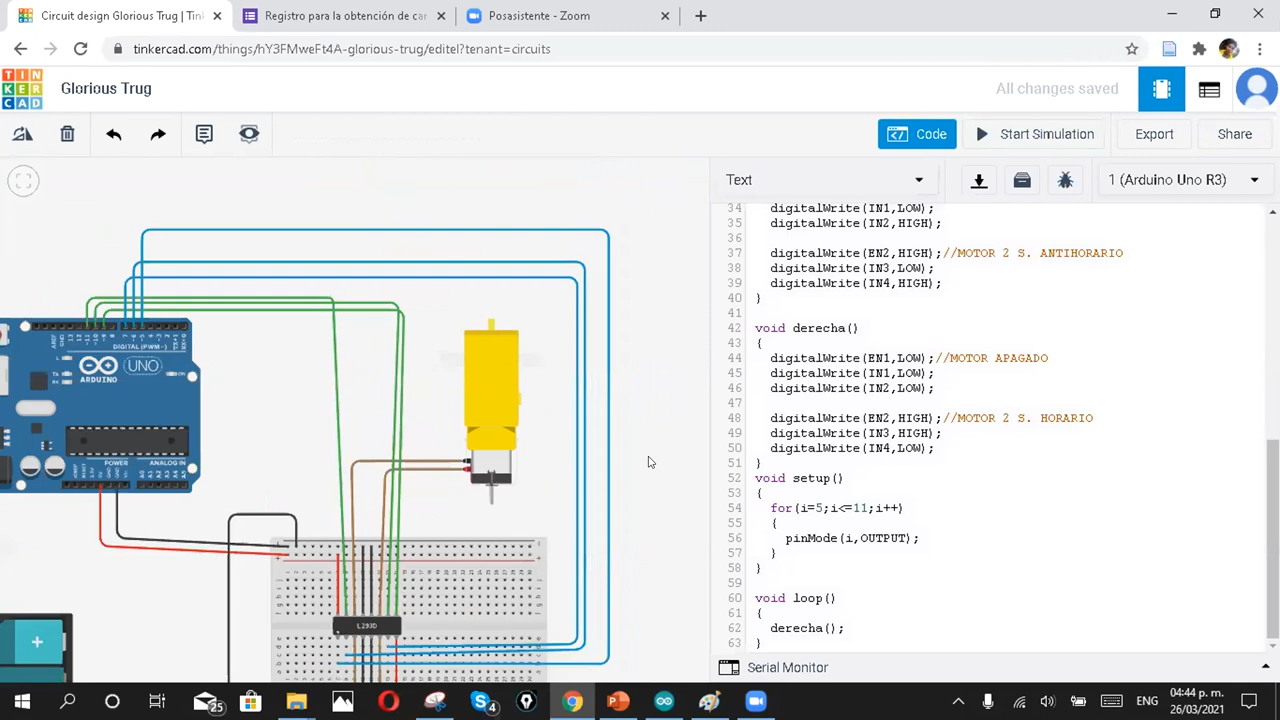 Circuit design Glorious Trug | Tin
Registro para la obtención de car
Posasistente - Zoom
tinkercad.com/things/hY3FMweFt4A-glorious-trug/editel?tenant=circuits
TIN
KER
CAD
Glorious Trug
All changes saved
Code
Start Simulation
Export
Share
Text
1 (Arduino Uno R3)
34 digitalWrite(IN1,LOW);
35 digitalWrite(IN2,HIGH);
36
37 digitalWrite(EN2,HIGH);//MOTOR 2 S. ANTIHORARIO
38 digitalWrite(IN3,LOW);
39 digitalWrite(IN4,HIGH);
40 }
41
42 void derecha()
43 {
44 digitalWrite(EN1,LOW);//MOTOR APAGADO
45 digitalWrite(IN1,LOW);
46 digitalWrite(IN2,LOW);
47
48 digitalWrite(EN2,HIGH);//MOTOR 2 S. HORARIO
49 digitalWrite(IN3,HIGH);
50 digitalWrite(IN4,LOW);
51 }
52 void setup()
53 {
54 for(i=5;i<=11;i++)
55 {
56 pinMode(i,OUTPUT);
57 }
58 }
59
60 void loop()
61 {
62 derecha();
63 }
DIGITAL (PWM~)
UNO
ARDUINO
POWER
ANALOG IN
L293D
Serial Monitor
25
4
ENG
04:44 p. m.
26/03/2021